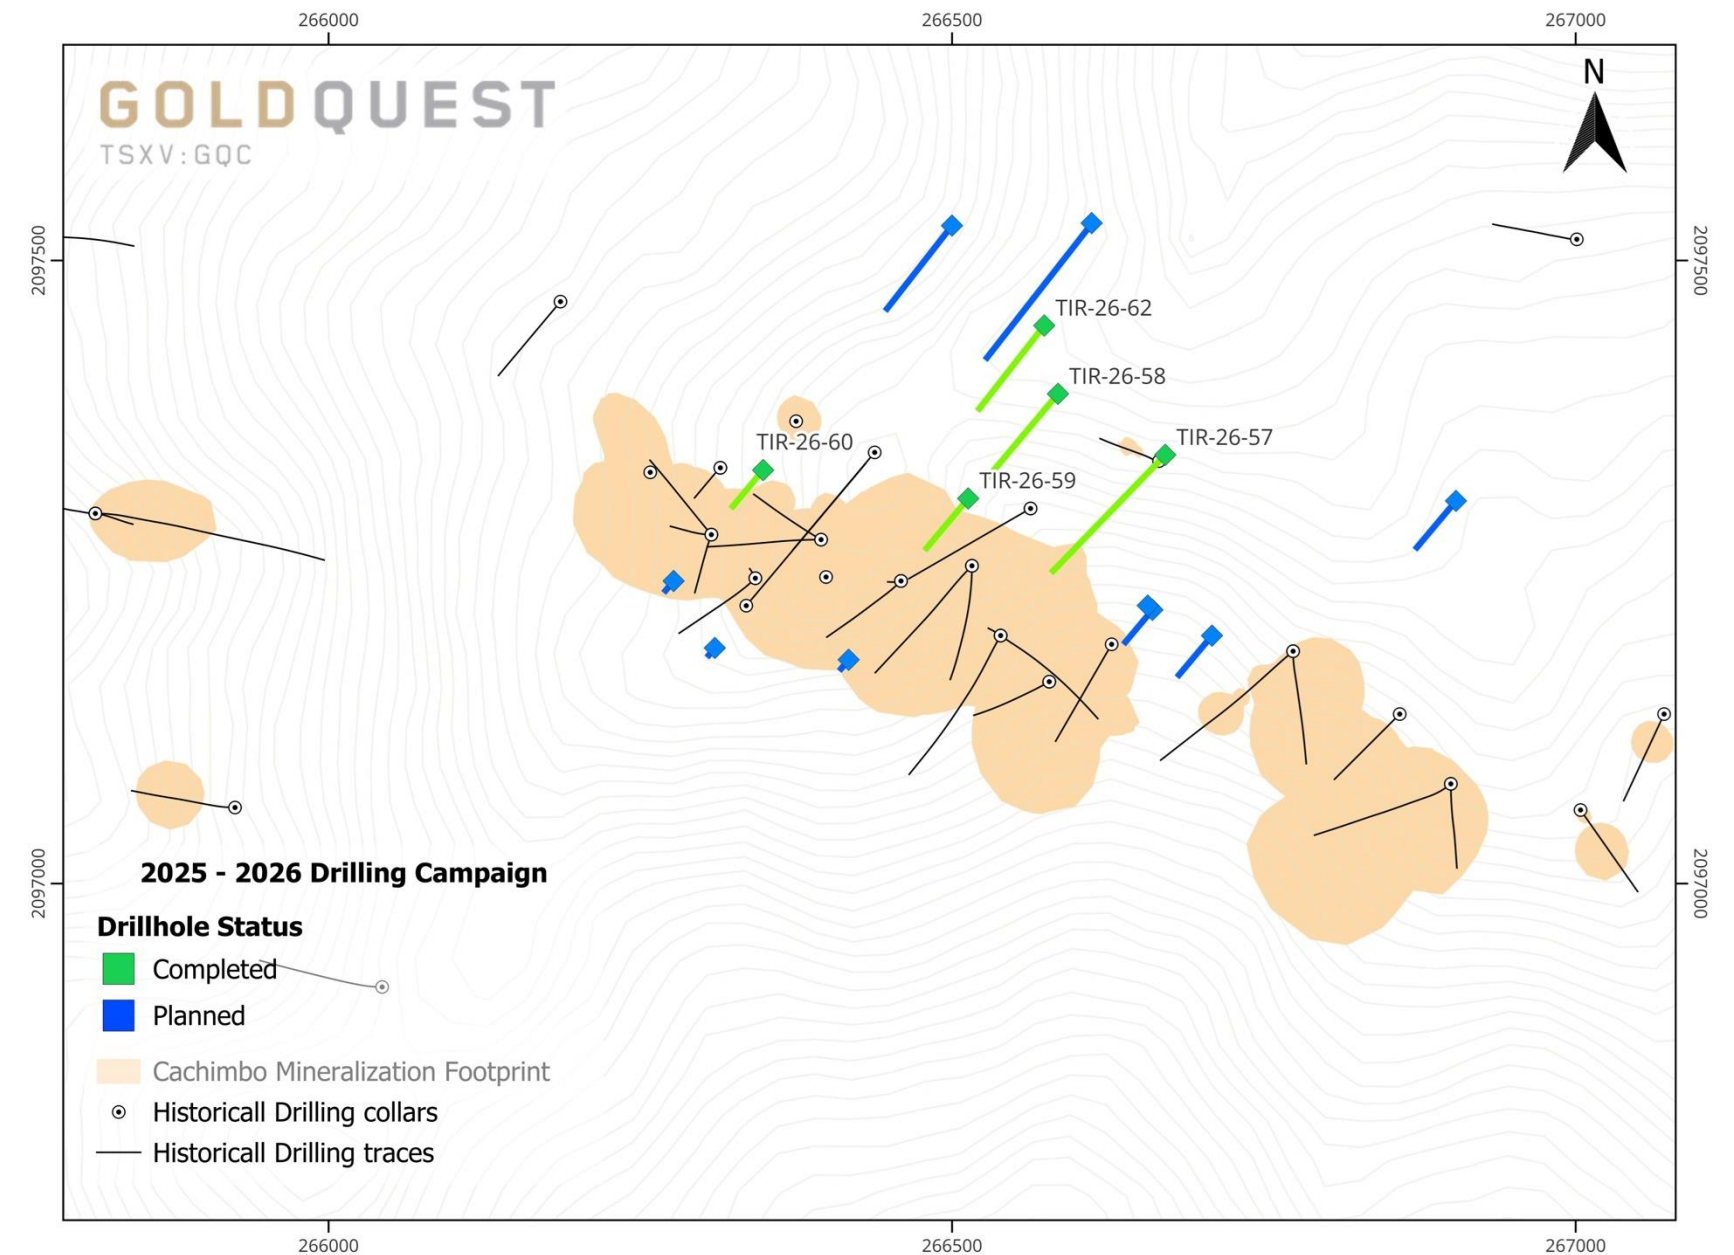 266000
266500
267000
GOLDQUEST
TSXV:GQC
N
2097500
2097500
TIR-26-62
TIR-26-58
TIR-26-57
TIR-26-60
TIR-26-59
2097000
2097000
2025 - 2026 Drilling Campaign
Drillhole Status
Completed
Planned
Cachimbo Mineralization Footprint
Historicall Drilling collars
Historicall Drilling traces
266000
266500
267000